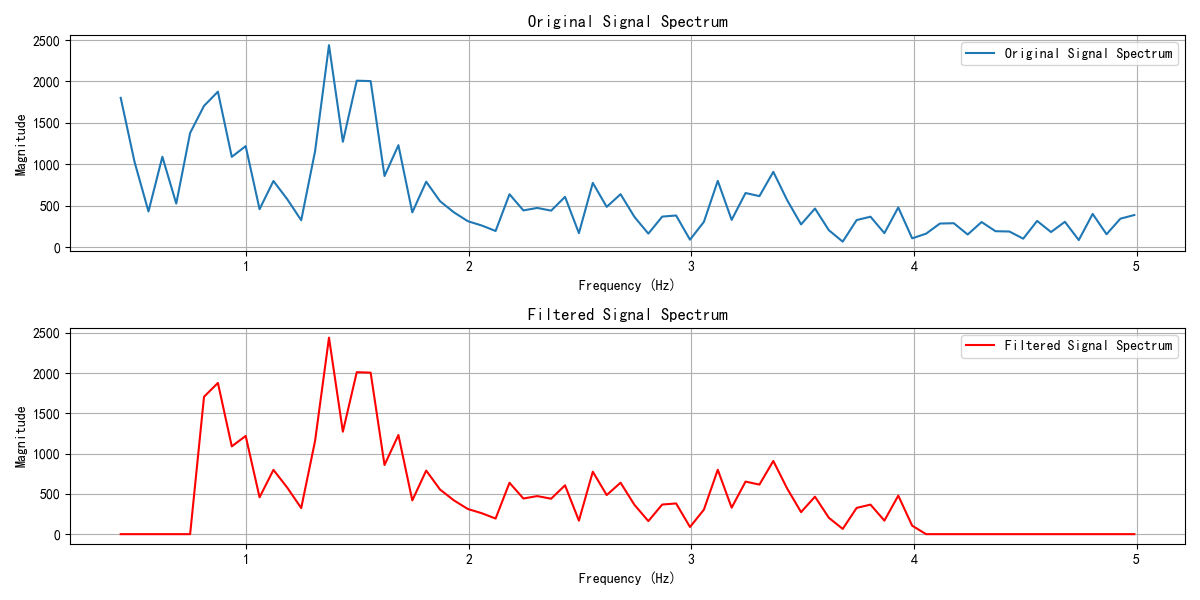 Original Signal Spectrum
2500
2000
1500
1000
500
0
Magnitude
Original Signal Spectrum
1 2 3 4 5
Frequency (Hz)
Filtered Signal Spectrum
2500
2000
1500
1000
500
0
Magnitude
Filtered Signal Spectrum
1 2 3 4 5
Frequency (Hz)